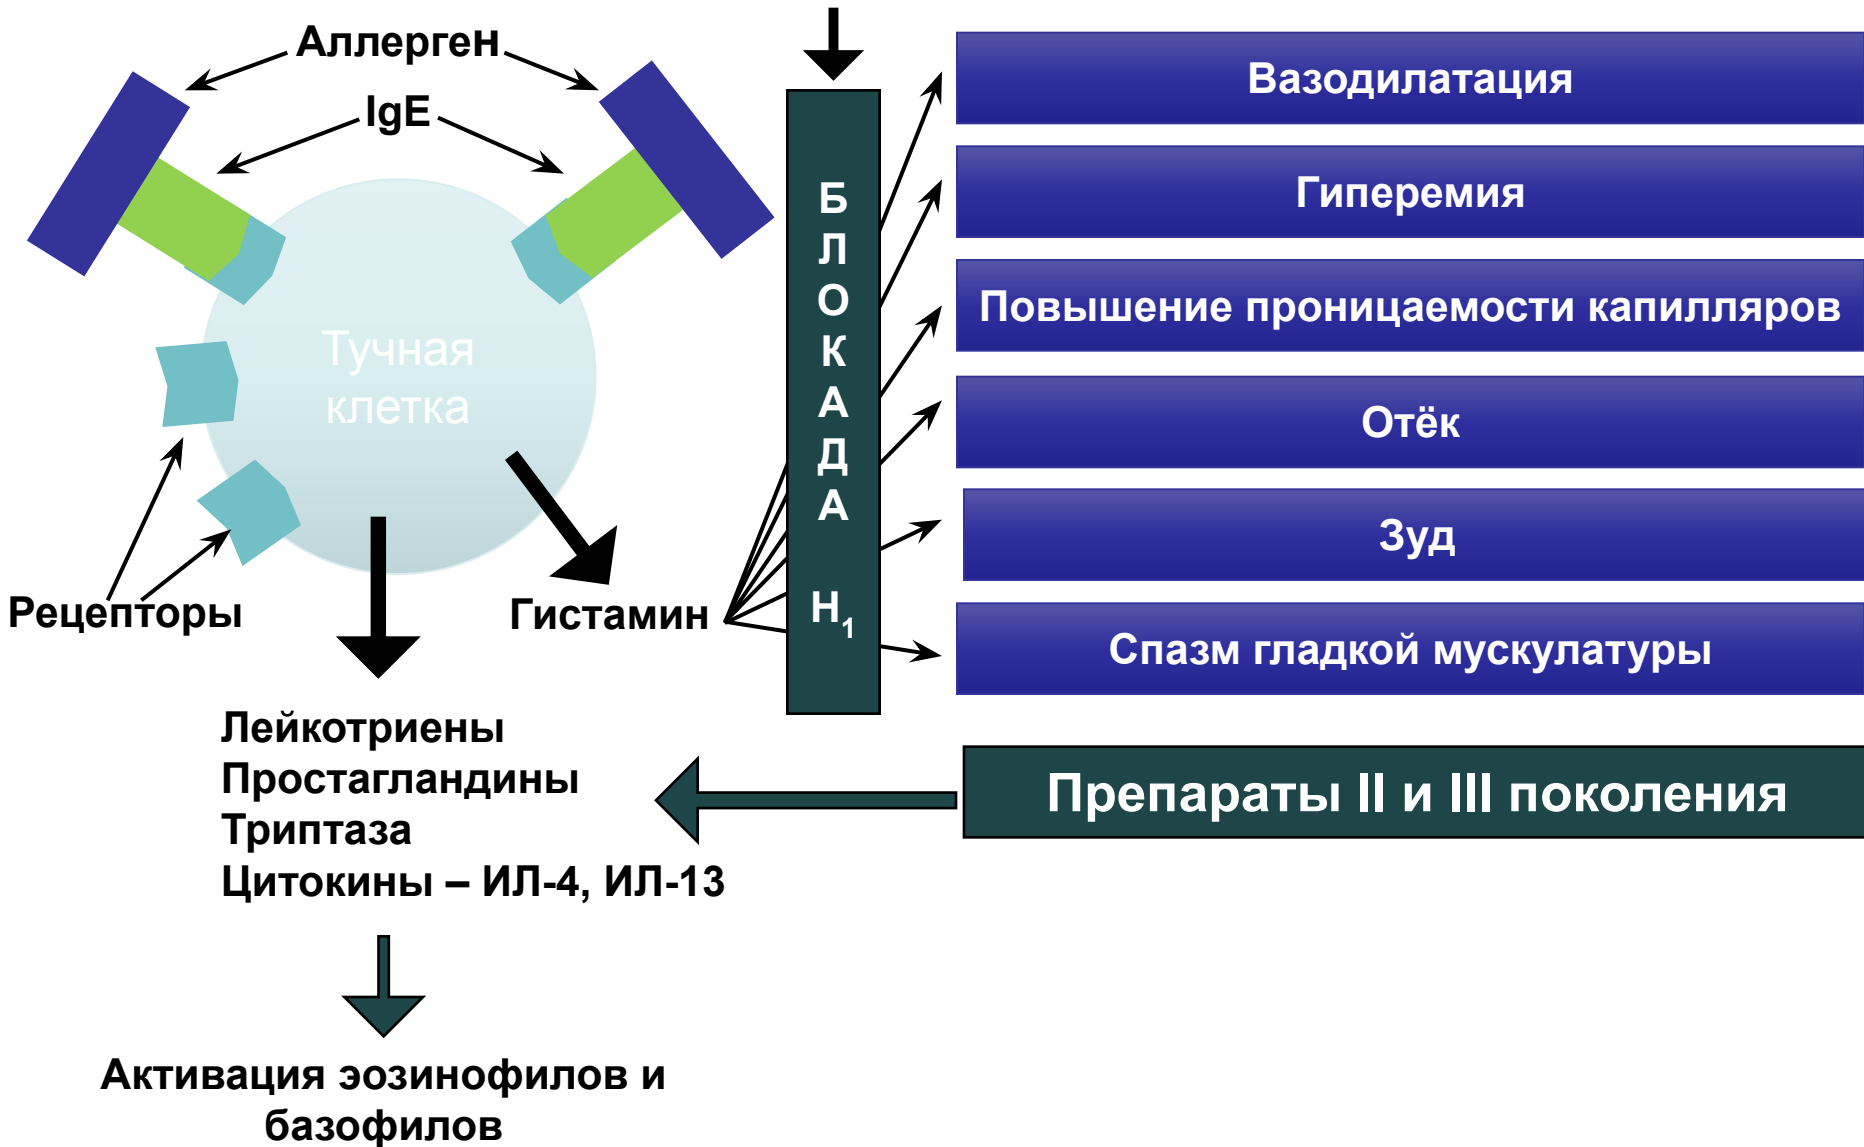 Аллерген
IgE
Тучная
клетка
Рецепторы
Гистамин
Лейкотриены
Простагландины
Триптаза
Цитокины – ИЛ-4, ИЛ-13
Активация эозинофилов и
базофилов
Б
Л
О
К
А
Д
А
Н₁
Вазодилатация
Гиперемия
Повышение проницаемости капилляров
Отёк
Зуд
Спазм гладкой мускулатуры
Препараты II и III поколения